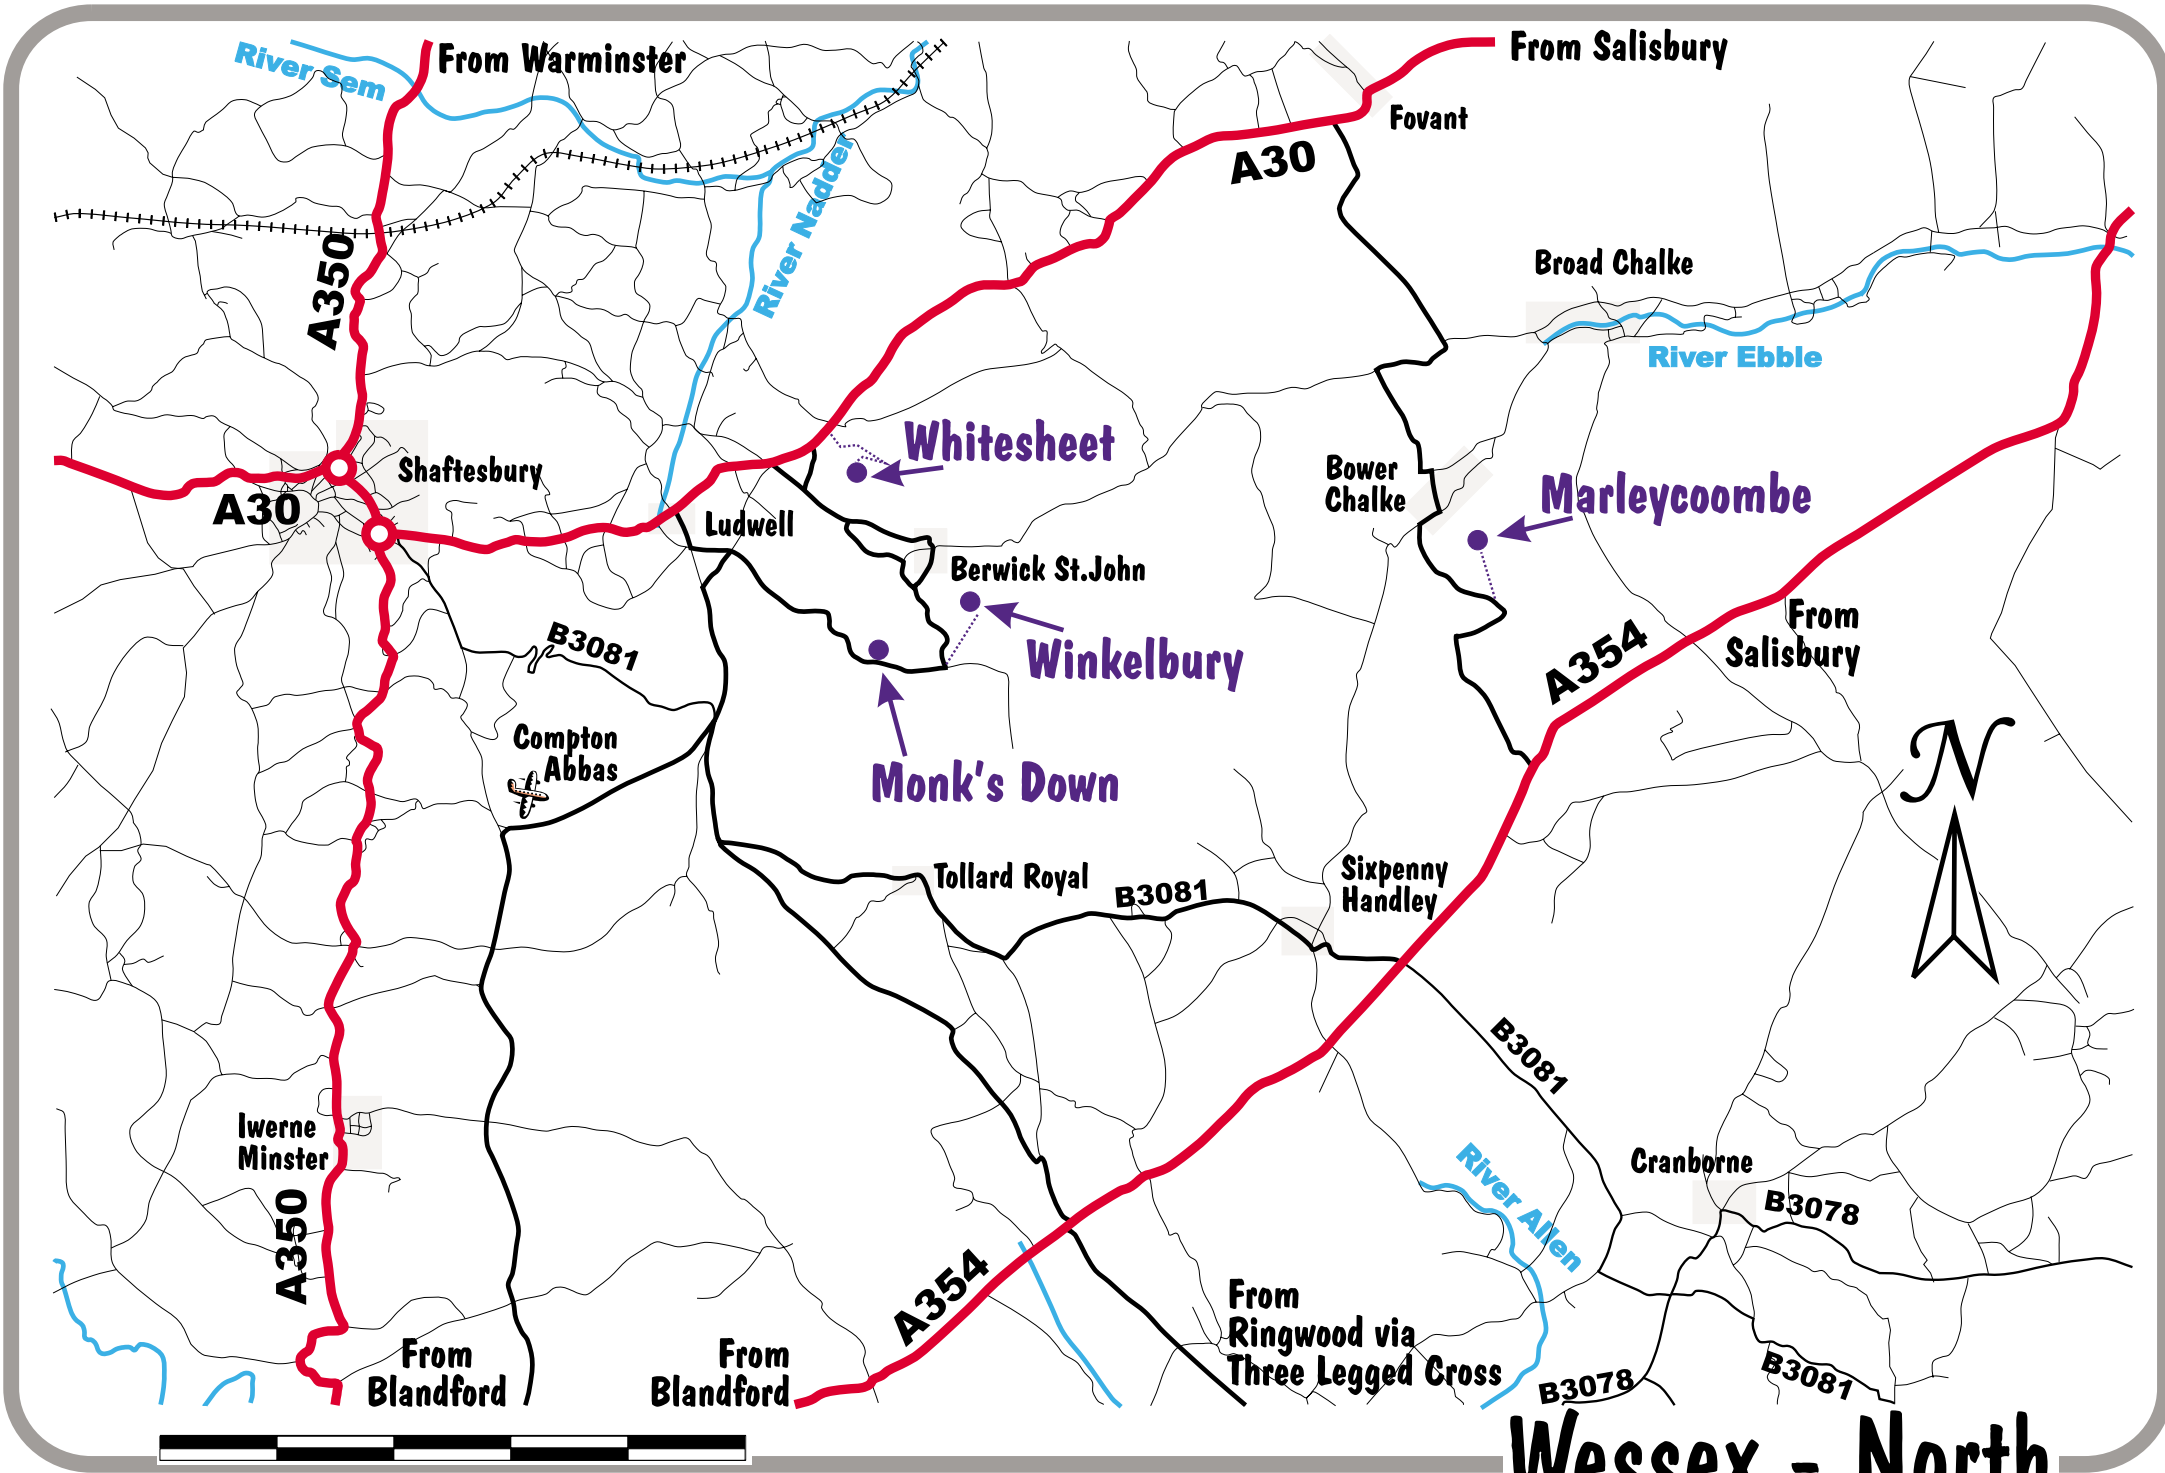 River Sem
From Warminster
From Salisbury
Fovant
A30
River Nadder
A350
Broad Chalke
River Ebble
Whitesheet
Shaftesbury
A30
Ludwell
Bower
Chalke
Marleycoombe
Berwick St.John
B3081
Winkelbury
From
Salisbury
A354
Compton
Abbas
Monk's Down
N
Tollard Royal
B3081
Sixpenny
Handley
B3081
Iwerne
Minster
A350
River Allen
Cranborne
B3078
A354
From
Ringwood via
Three Legged Cross
From
Blandford
From
Blandford
B3078
B3081
Wessex - North